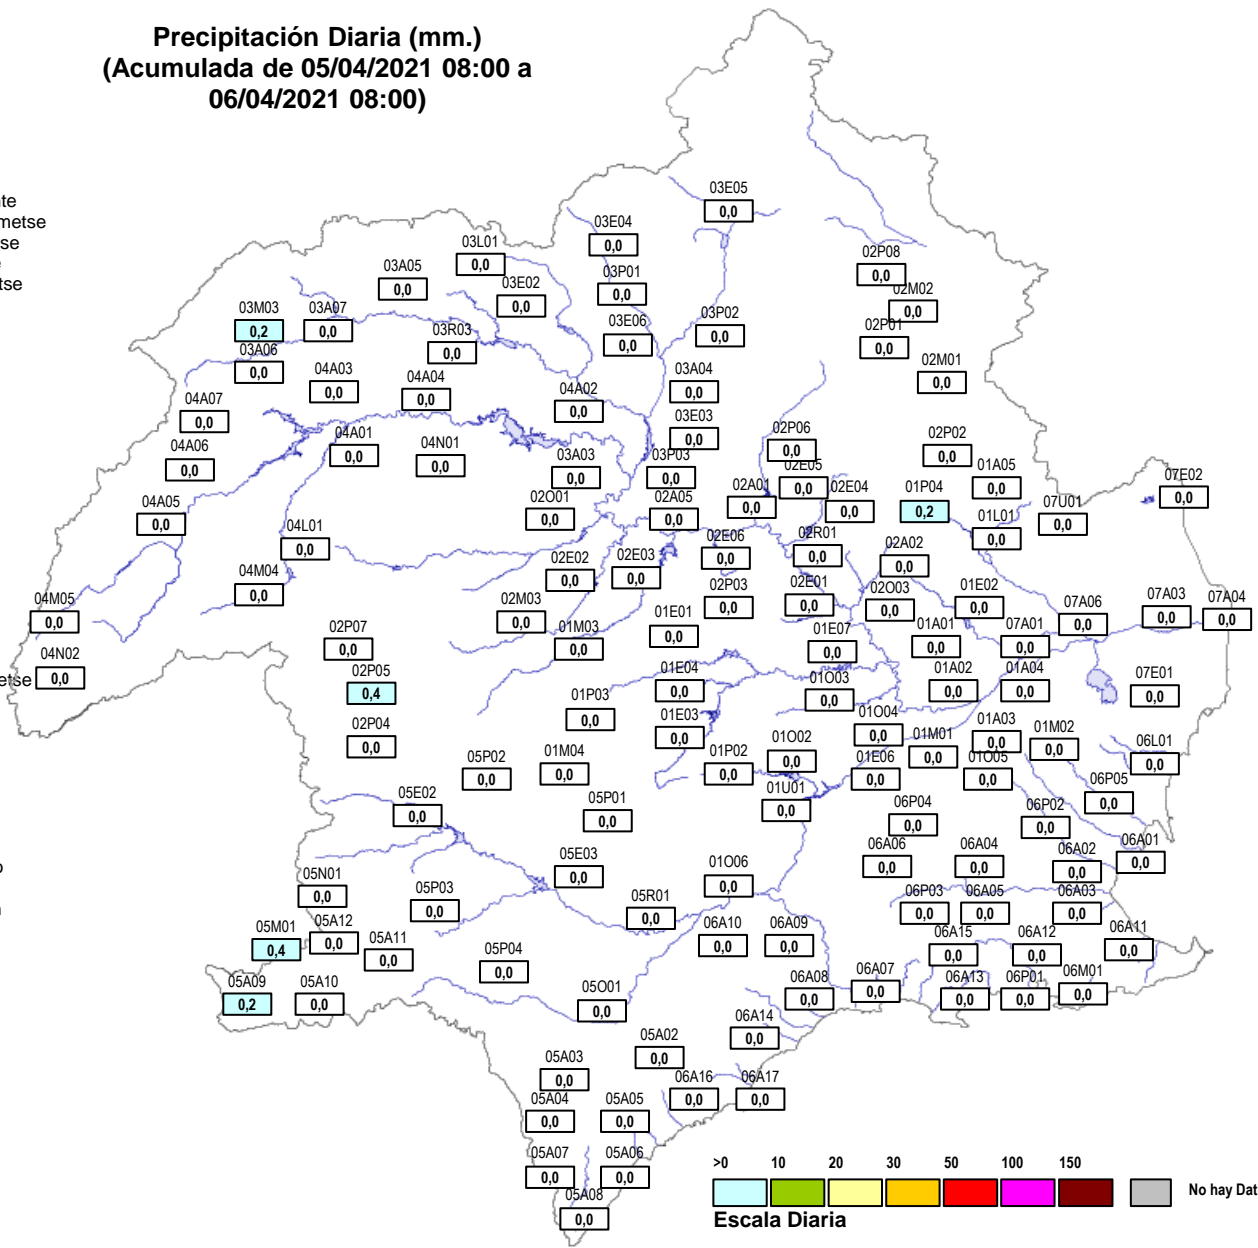 Precipitación Diaria (mm.)
(Acumulada de 05/04/2021 08:00 a
06/04/2021 08:00)
03E05
0,0
03E04
0,0
03L01
0,0
02P08
0,0
03A05
0,0
03P01
0,0
03E02
0,0
02M02
0,0
03M03
0,2
03A07
0,0
03P02
0,0
03E06
0,0
03R03
0,0
02P01
0,0
03A06
0,0
02M01
0,0
04A03
0,0
04A04
0,0
03A04
0,0
04A02
0,0
04A07
0,0
03E03
0,0
02P06
0,0
04A01
0,0
04N01
0,0
02P02
0,0
04A06
0,0
03A03
0,0
03P03
0,0
02E05
0,0
01A05
0,0
07E02
0,0
02A01
0,0
02E04
0,0
01P04
0,2
04A05
0,0
02O01
0,0
02A05
0,0
07U01
0,0
01L01
0,0
04L01
0,0
02E06
0,0
02R01
0,0
02A02
0,0
02E02
0,0
02E03
0,0
04M04
0,0
02P03
0,0
02E01
0,0
02O03
0,0
01E02
0,0
07A03
0,0
07A04
0,0
04M05
0,0
02M03
0,0
01E01
0,0
07A06
0,0
02P07
0,0
01M03
0,0
01E07
0,0
01A01
0,0
07A01
0,0
04N02
etse
0,0
02P05
0,4
01E04
0,0
01O03
0,0
01A02
0,0
01A04
0,0
07E01
0,0
01P03
0,0
01E03
0,0
01O04
0,0
01A03
0,0
01M02
0,0
02P04
0,0
01O02
0,0
01M01
0,0
06L01
0,0
05P02
0,0
01M04
0,0
01P02
0,0
01E06
0,0
01O05
0,0
05E02
0,0
05P01
0,0
01U01
0,0
06P04
0,0
06P02
0,0
06P05
0,0
05E03
0,0
01O06
0,0
06A06
0,0
06A04
0,0
06A02
0,0
06A01
0,0
05N01
0,0
05P03
0,0
05R01
0,0
06P03
0,0
06A05
0,0
06A03
0,0
05M01
0,4
05A12
0,0
05A11
0,0
05P04
0,0
06A10
0,0
06A09
0,0
06A15
0,0
06A12
0,0
06A11
0,0
05A09
0,2
05A10
0,0
05O01
0,0
06A08
0,0
06A07
0,0
06A13
0,0
06P01
0,0
06M01
0,0
05A02
0,0
06A14
0,0
05A03
0,0
06A16
0,0
06A17
0,0
05A04
0,0
05A05
0,0
05A07
0,0
05A06
0,0
05A08
0,0
>0 10 20 30 50 100 150
No hay Dat
Escala Diaria